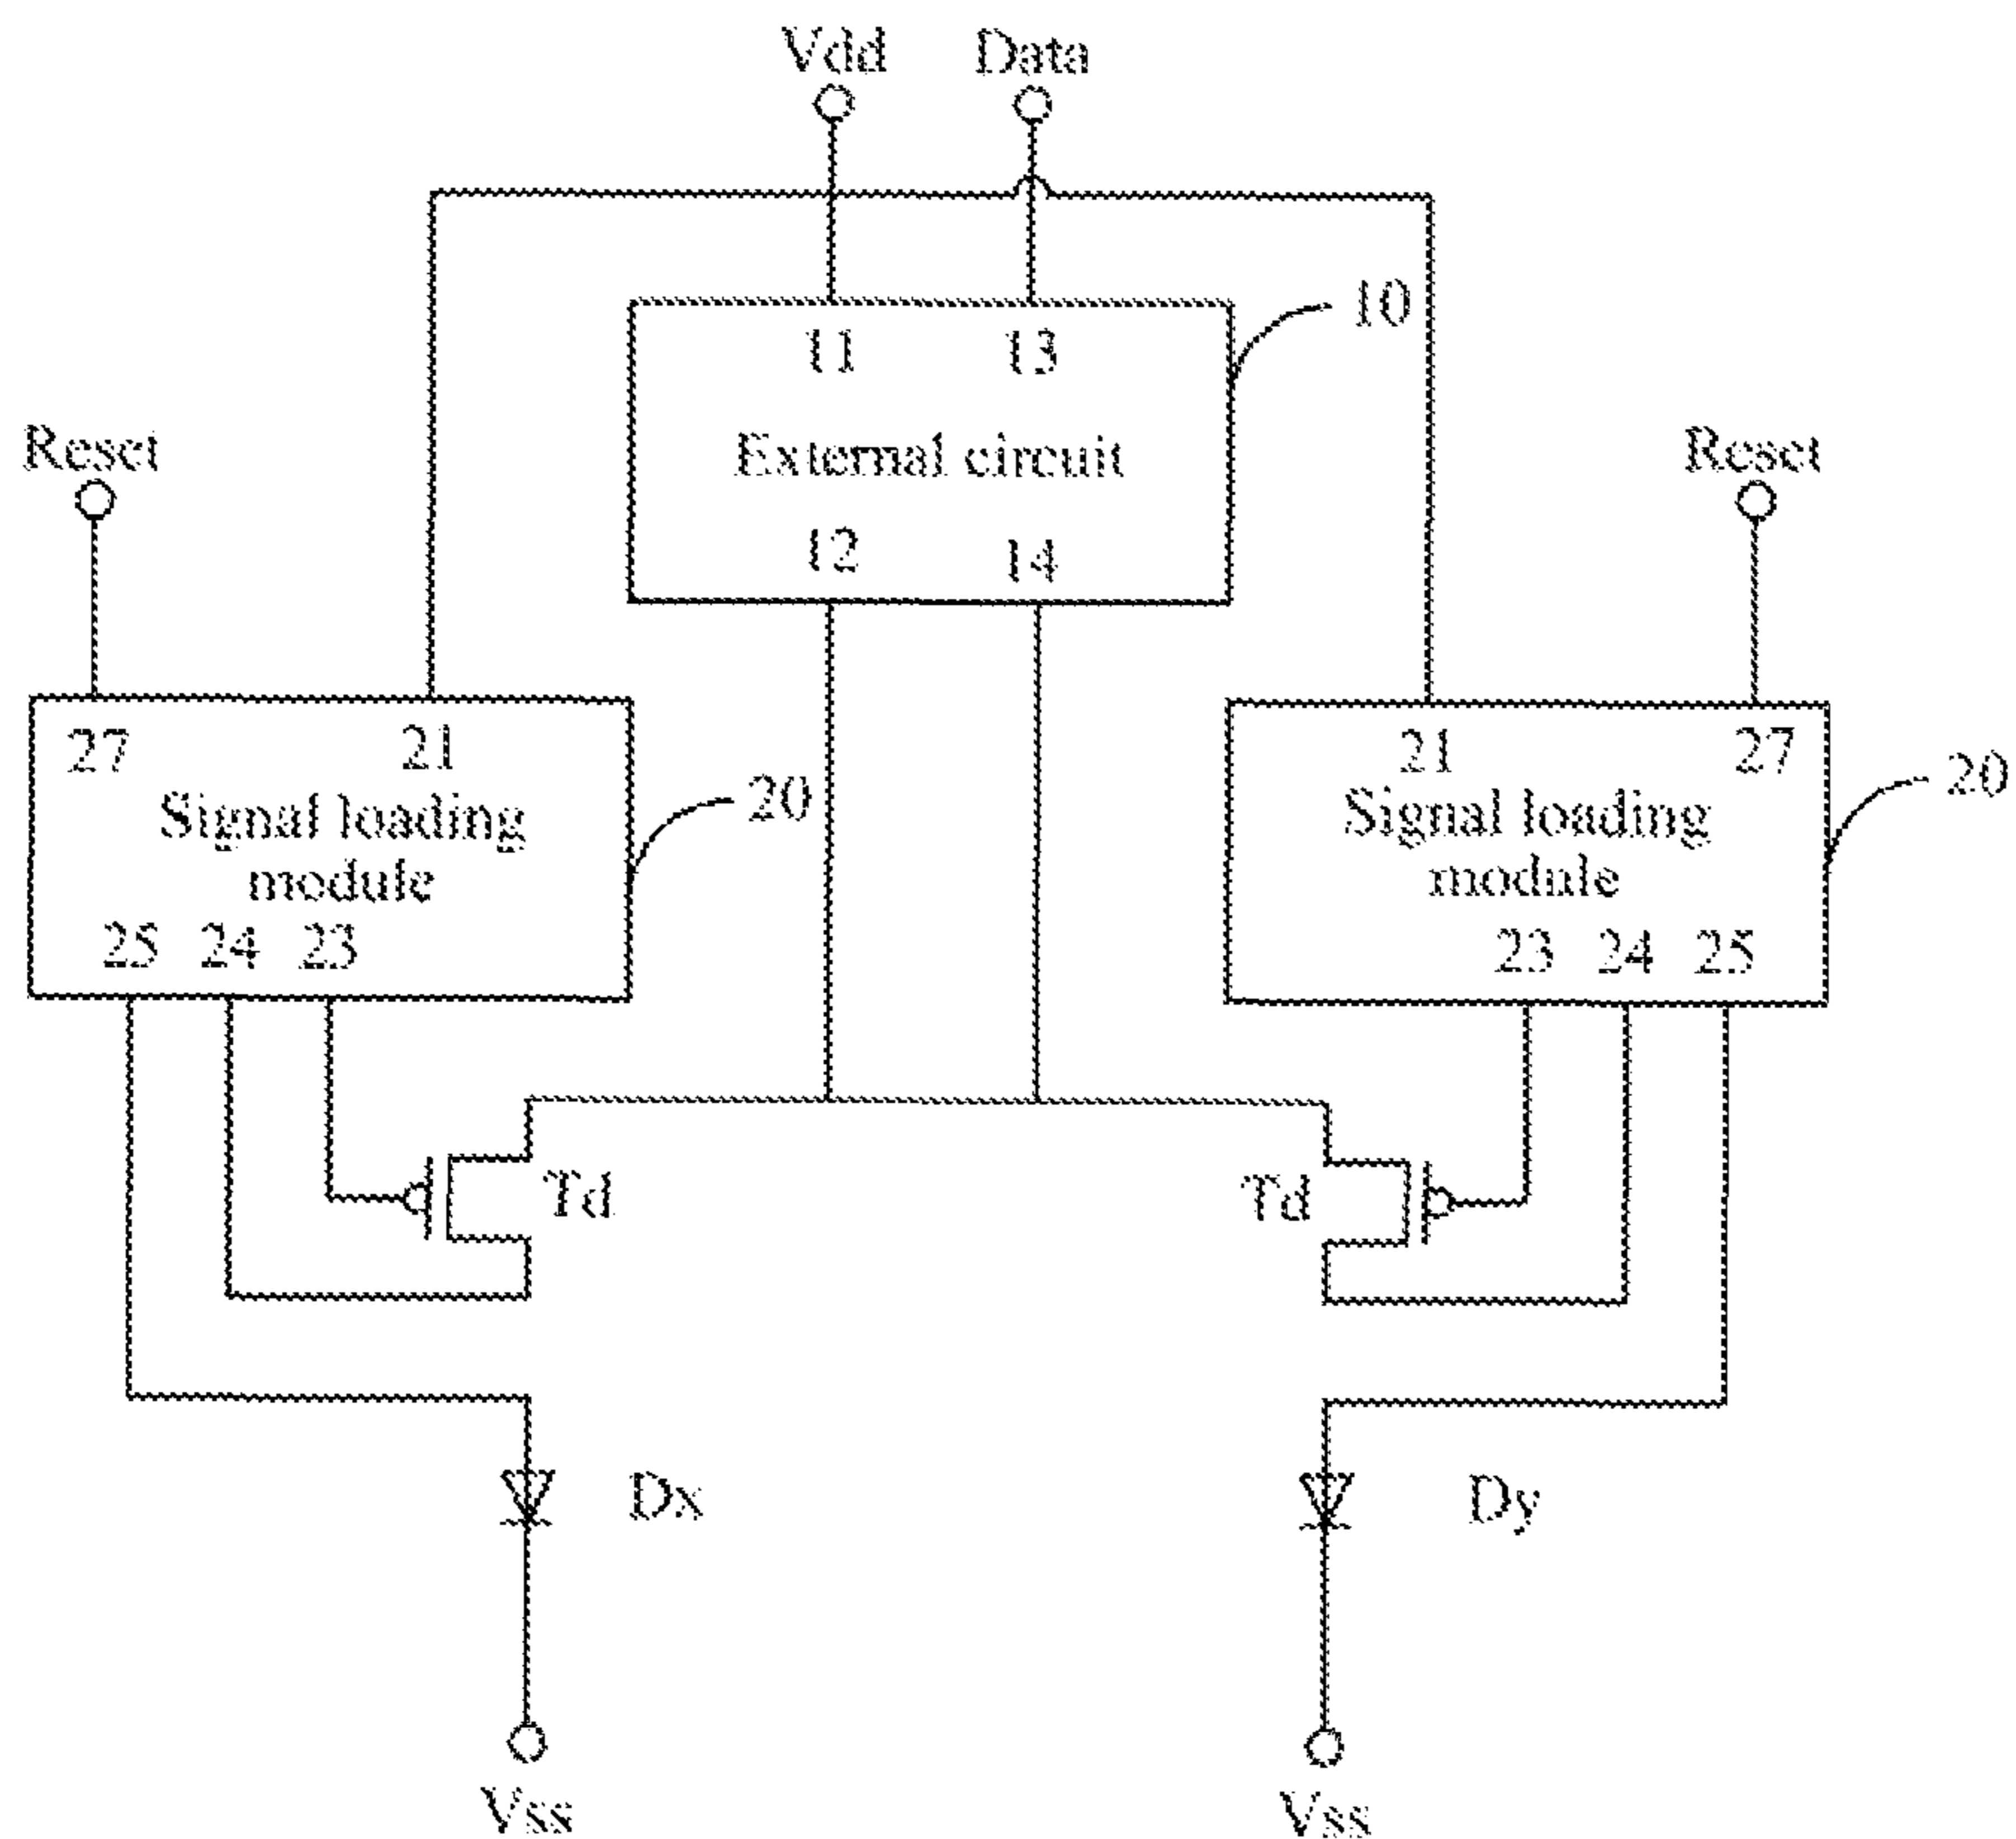 Vdd Data
10
11 13
External circuit
12 14
Reset
Reset
27 21
Signal loading
module
25 24 23
20
21 27
Signal loading
module
23 24 25
20
Td
Td
Dx
Dy
Vss
Vss